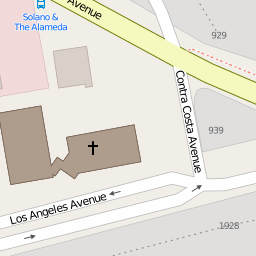 Solano &
The Alameda
Avenue
929
Contra Costa Avenue
939
Los Angeles Avenue
1928